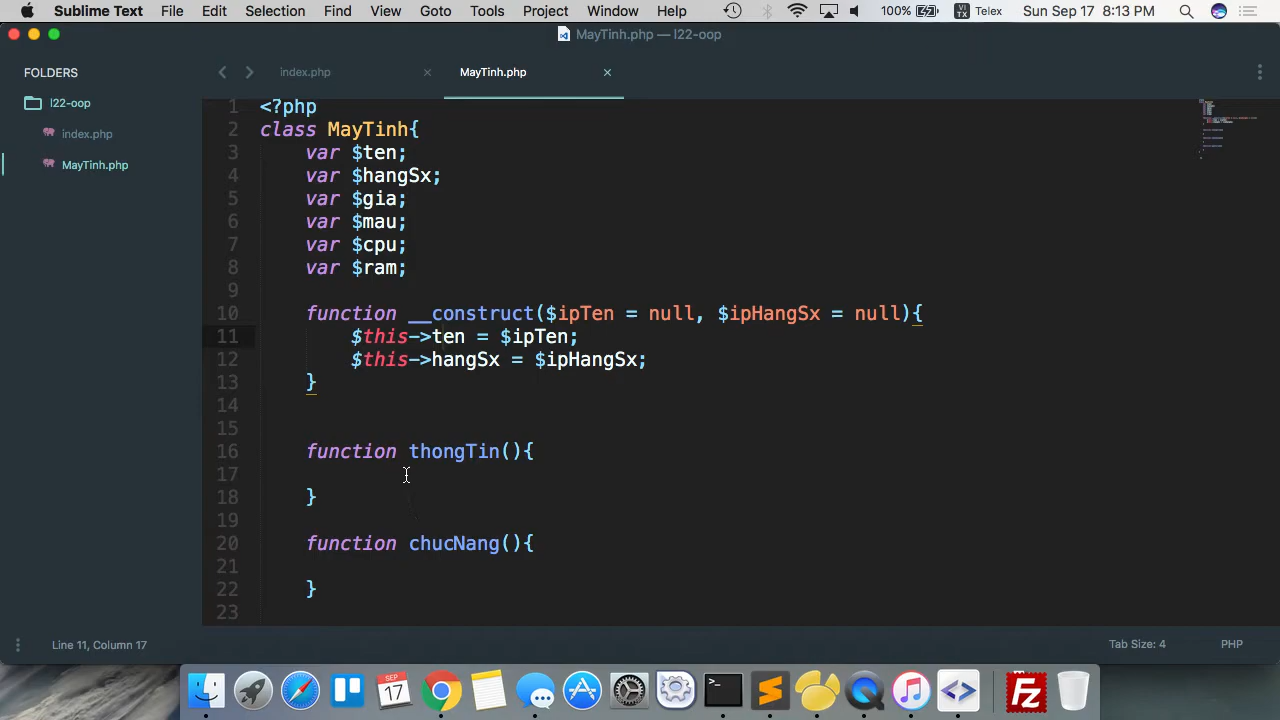 Sublime Text File Edit Selection Find View Goto Tools Project Window Help 100% VI TX Telex Sun Sep 17 8:13 PM
MayTinh.php — l22-oop
FOLDERS
l22-oop
index.php
MayTinh.php
index.php × MayTinh.php ×
1 <?php
2 class MayTinh{
3 var $ten;
4 var $hangSx;
5 var $gia;
6 var $mau;
7 var $cpu;
8 var $ram;
9
10 function __construct($ipTen = null, $ipHangSx = null){
11 $this->ten = $ipTen;
12 $this->hangSx = $ipHangSx;
13 }
14
15
16 function thongTin(){
17
18 }
19
20 function chucNang(){
21
22 }
23
Line 11, Column 17 Tab Size: 4 PHP
SEP
17
Fz